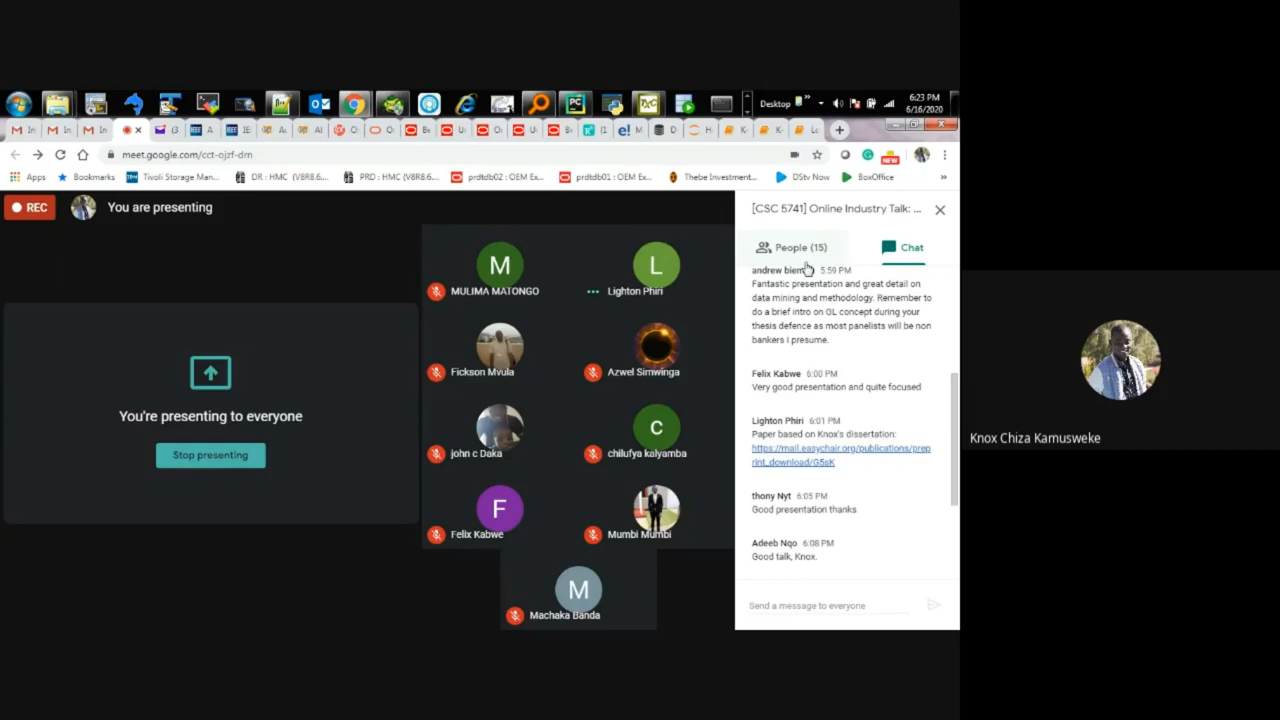 Desktop
6:23 PM
6/16/2020
meet.google.com/cct-ojzf-drn
NEW
Apps
Bookmarks
Tivoli Storage Man...
DR : HMC (V8R8.6...
PRD : HMC (V8R8.6...
prdtdb02 : OEM Ex...
prdtdb01 : OEM Ex...
Thebe Investment...
DStv Now
BoxOffice
REC
You are presenting
You're presenting to everyone
Stop presenting
M
MULIMA MATONGO
L
Lighton Phiri
Fickson Mvula
Azwel Simwinga
john c Daka
c
chilufya kalyamba
F
Felix Kabwe
Mumbi Mumbi
M
Machaka Banda
[CSC 5741] Online Industry Talk: ...
People (15)
Chat
andrew 5:59 PM
Fantastic presentation and great detail on
data mining and methodology. Remember to
do a brief intro on GL concept during your
thesis defence as most panelists will be non
bankers I presume.
Felix Kabwe 6:00 PM
Very good presentation and quite focused
Lighton Phiri 6:01 PM
Paper based on Knox's dissertation:
https://mail.easychair.org/publications/prep
rint_download/G5sK
thony Nyt 6:05 PM
Good presentation thanks
Adeeb Nqo 6:08 PM
Good talk, Knox.
Send a message to everyone
Knox Chiza Kamusweke